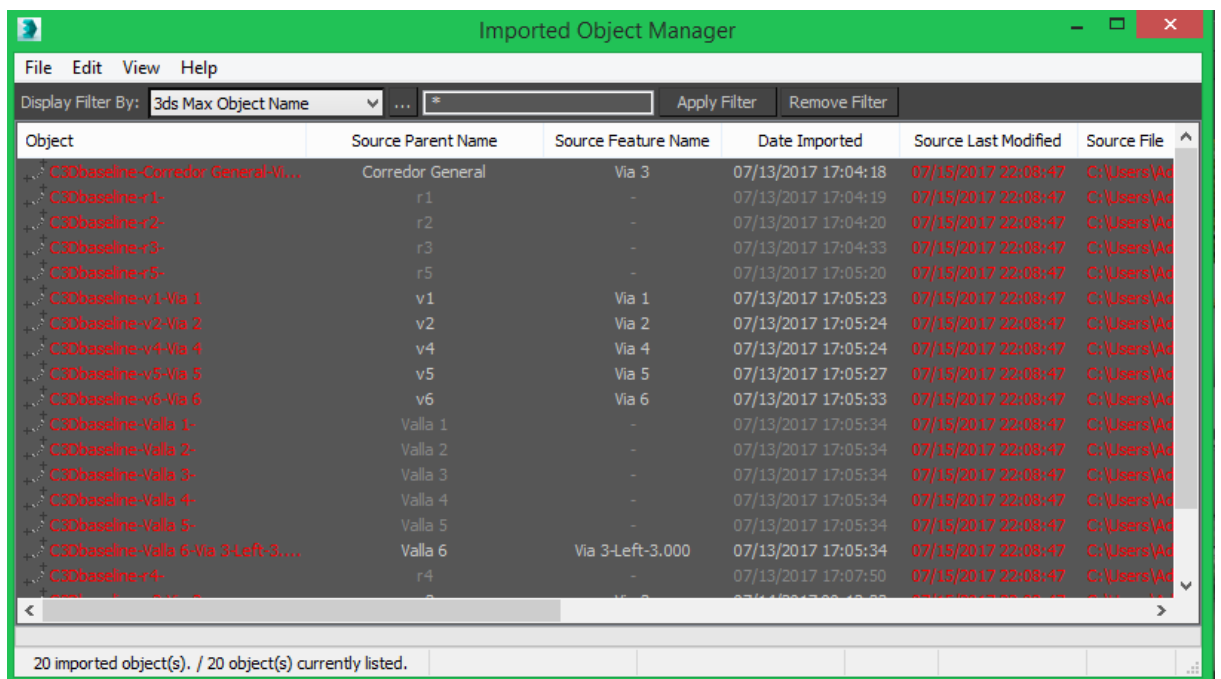 Imported Object Manager
File Edit View Help
Display Filter By: 3ds Max Object Name ... * Apply Filter Remove Filter
Object Source Parent Name Source Feature Name Date Imported Source Last Modified Source File
C3Dbaseline-Corredor General-Vi... Corredor General Via 3 07/13/2017 17:04:18 07/15/2017 22:08:47 C:\Users\Ad
C3Dbaseline-r1- r1 - 07/13/2017 17:04:19 07/15/2017 22:08:47 C:\Users\Ad
C3Dbaseline-r2- r2 - 07/13/2017 17:04:20 07/15/2017 22:08:47 C:\Users\Ad
C3Dbaseline-r3- r3 - 07/13/2017 17:04:33 07/15/2017 22:08:47 C:\Users\Ad
C3Dbaseline-r5- r5 - 07/13/2017 17:05:20 07/15/2017 22:08:47 C:\Users\Ad
C3Dbaseline-v1-Via 1 v1 Via 1 07/13/2017 17:05:23 07/15/2017 22:08:47 C:\Users\Ad
C3Dbaseline-v2-Via 2 v2 Via 2 07/13/2017 17:05:24 07/15/2017 22:08:47 C:\Users\Ad
C3Dbaseline-v4-Via 4 v4 Via 4 07/13/2017 17:05:24 07/15/2017 22:08:47 C:\Users\Ad
C3Dbaseline-v5-Via 5 v5 Via 5 07/13/2017 17:05:27 07/15/2017 22:08:47 C:\Users\Ad
C3Dbaseline-v6-Via 6 v6 Via 6 07/13/2017 17:05:33 07/15/2017 22:08:47 C:\Users\Ad
C3Dbaseline-Valla 1- Valla 1 - 07/13/2017 17:05:34 07/15/2017 22:08:47 C:\Users\Ad
C3Dbaseline-Valla 2- Valla 2 - 07/13/2017 17:05:34 07/15/2017 22:08:47 C:\Users\Ad
C3Dbaseline-Valla 3- Valla 3 - 07/13/2017 17:05:34 07/15/2017 22:08:47 C:\Users\Ad
C3Dbaseline-Valla 4- Valla 4 - 07/13/2017 17:05:34 07/15/2017 22:08:47 C:\Users\Ad
C3Dbaseline-Valla 5- Valla 5 - 07/13/2017 17:05:34 07/15/2017 22:08:47 C:\Users\Ad
C3Dbaseline-Valla 6-Via 3-Left-3.... Valla 6 Via 3-Left-3.000 07/13/2017 17:05:34 07/15/2017 22:08:47 C:\Users\Ad
C3Dbaseline-r4- r4 - 07/13/2017 17:07:50 07/15/2017 22:08:47 C:\Users\Ad
20 imported object(s). / 20 object(s) currently listed.